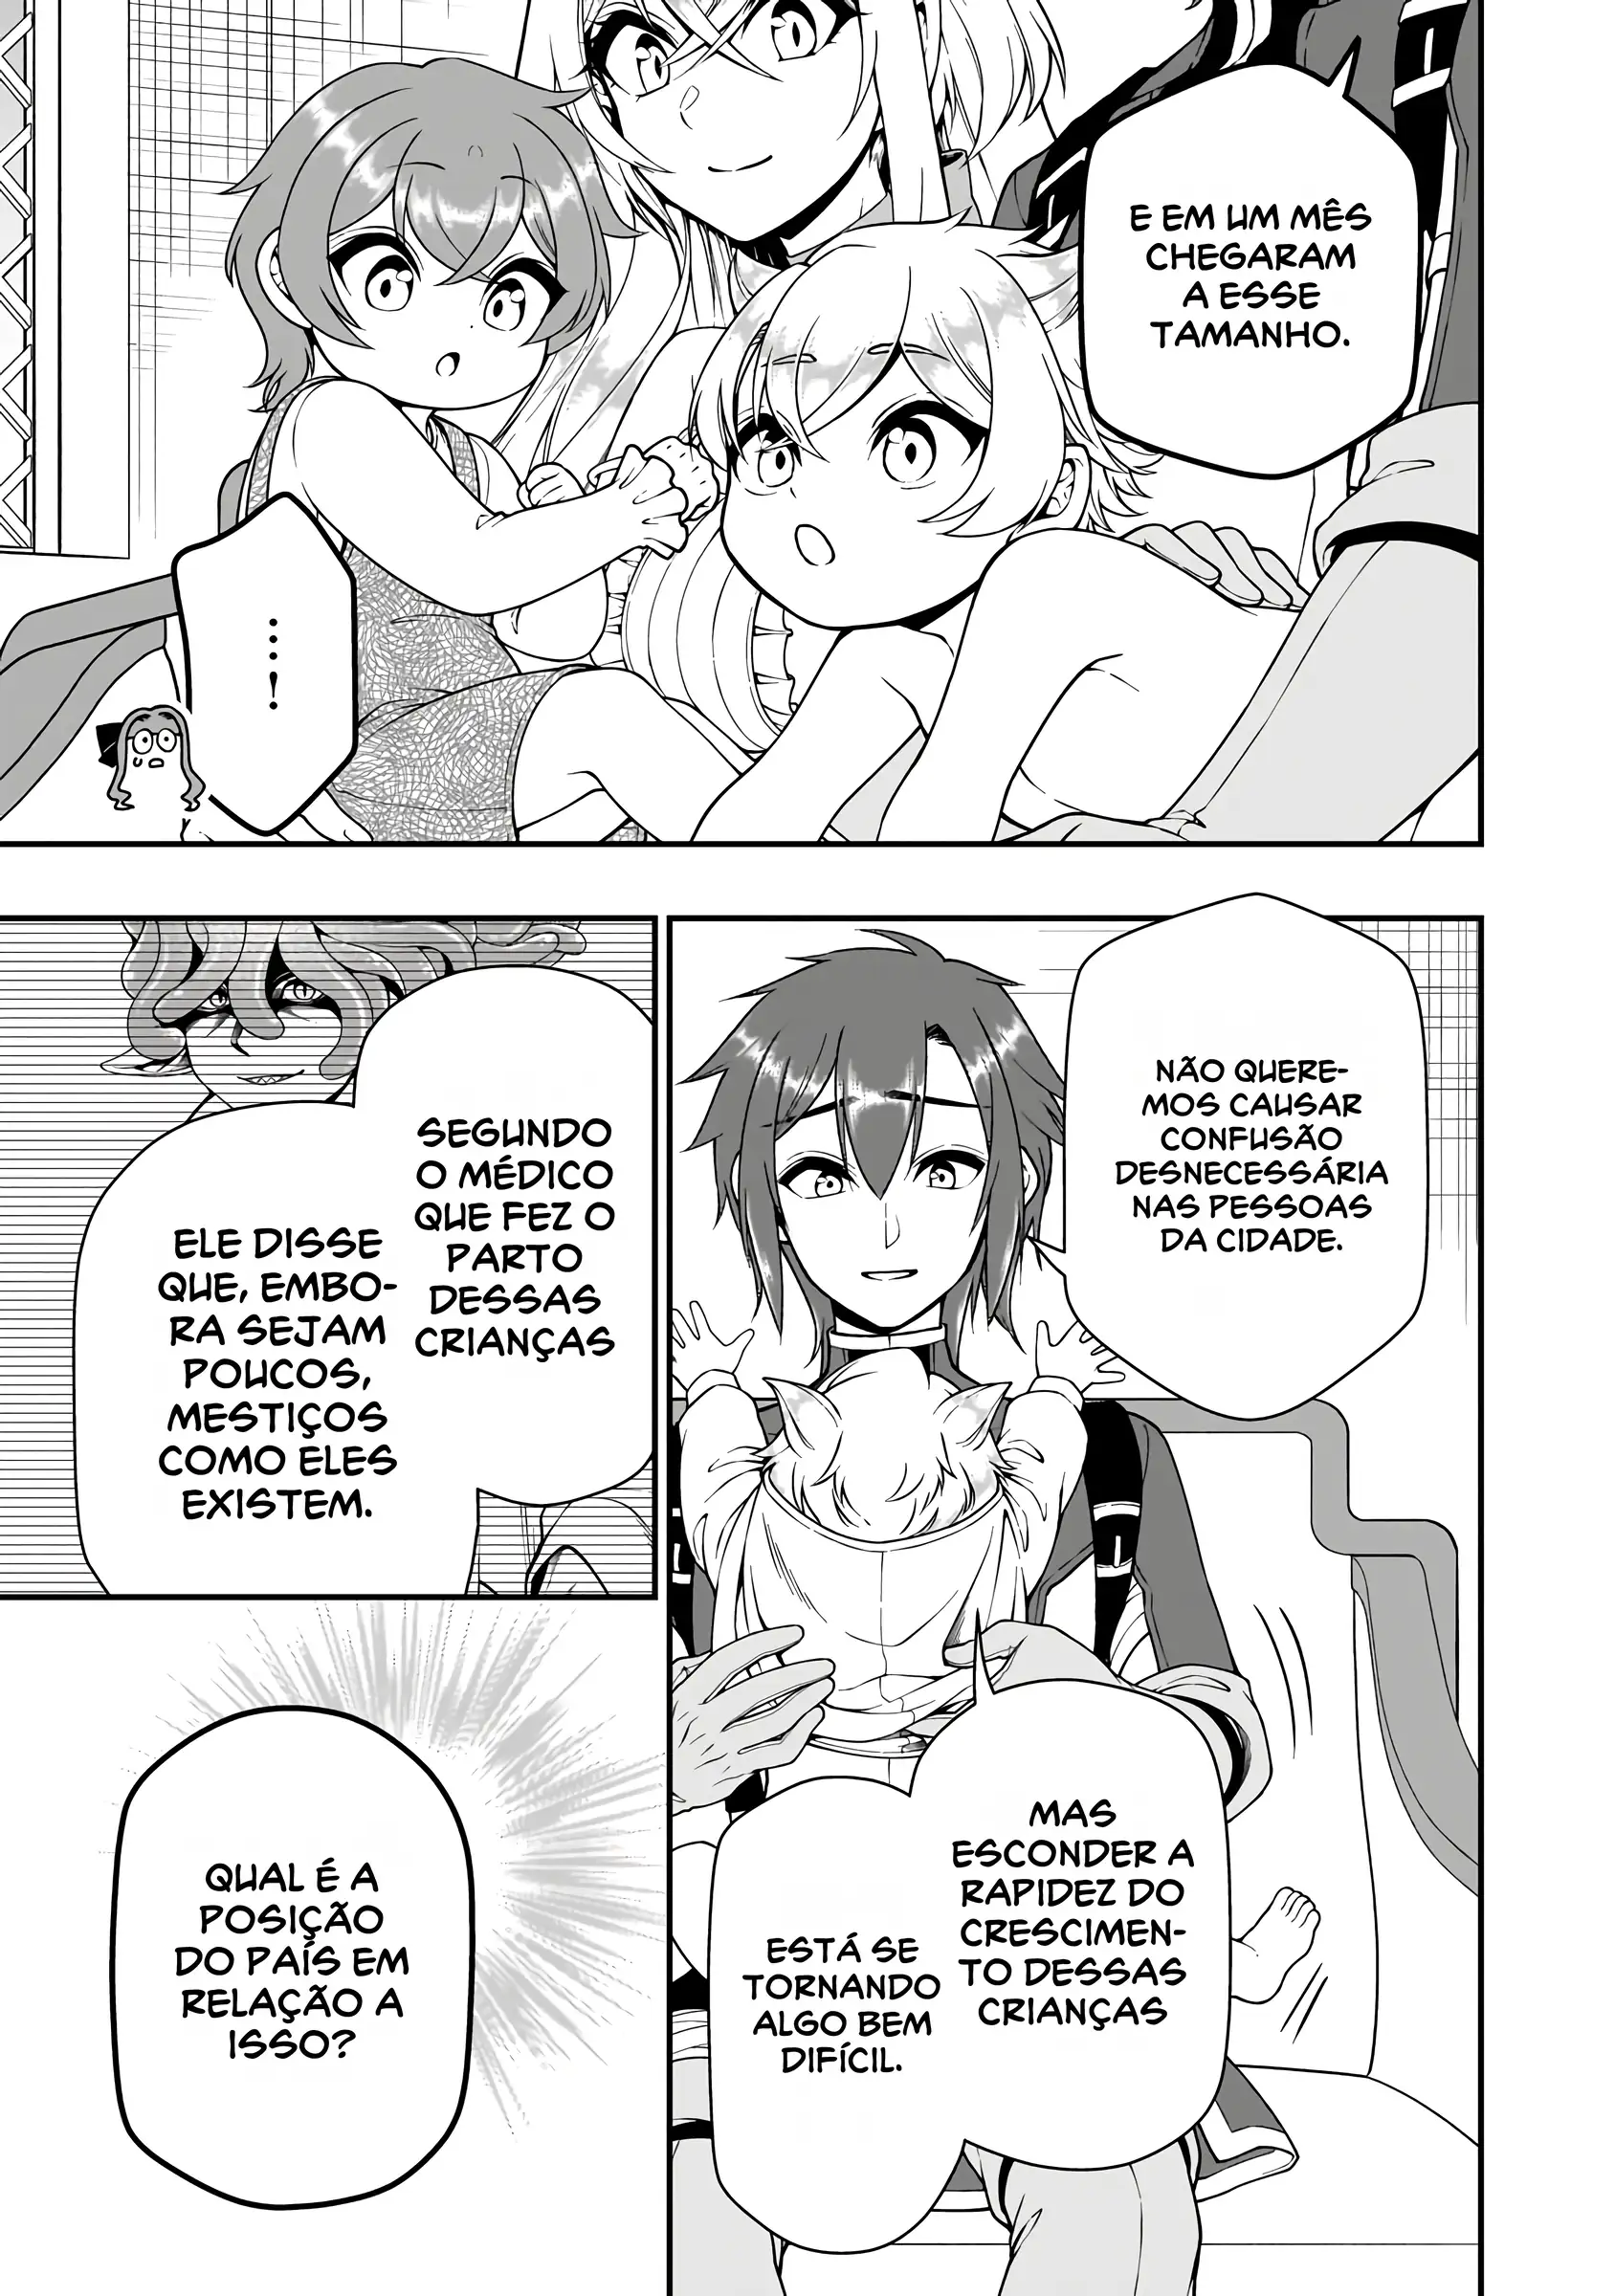 E EM UM MÊS
CHEGARAM
A ESSE
TAMANHO.
....!
NÃO QUERE-
MOS CAUSAR
CONFUSÃO
DESNECESSÁRIA
NAS PESSOAS
DA CIDADE.
MAS
ESCONDER A
RAPIDEZ DO
CRESCIMEN-
TO DESSAS
CRIANÇAS
ESTÁ SE
TORNANDO
ALGO BEM
DIFÍCIL.
SEGUNDO
O MÉDICO
QUE FEZ O
PARTO
DESSAS
CRIANÇAS
ELE DISSE
QUE, EMBO-
RA SEJAM
POUCOS,
MESTIÇOS
COMO ELES
EXISTEM.
QUAL É A
POSIÇÃO
DO PAÍS EM
RELAÇÃO A
ISSO?